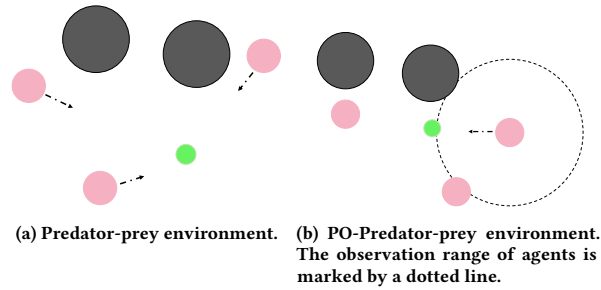 (a) Predator-prey environment.
(b) PO-Predator-prey environment.
The observation range of agents is
marked by a dotted line.